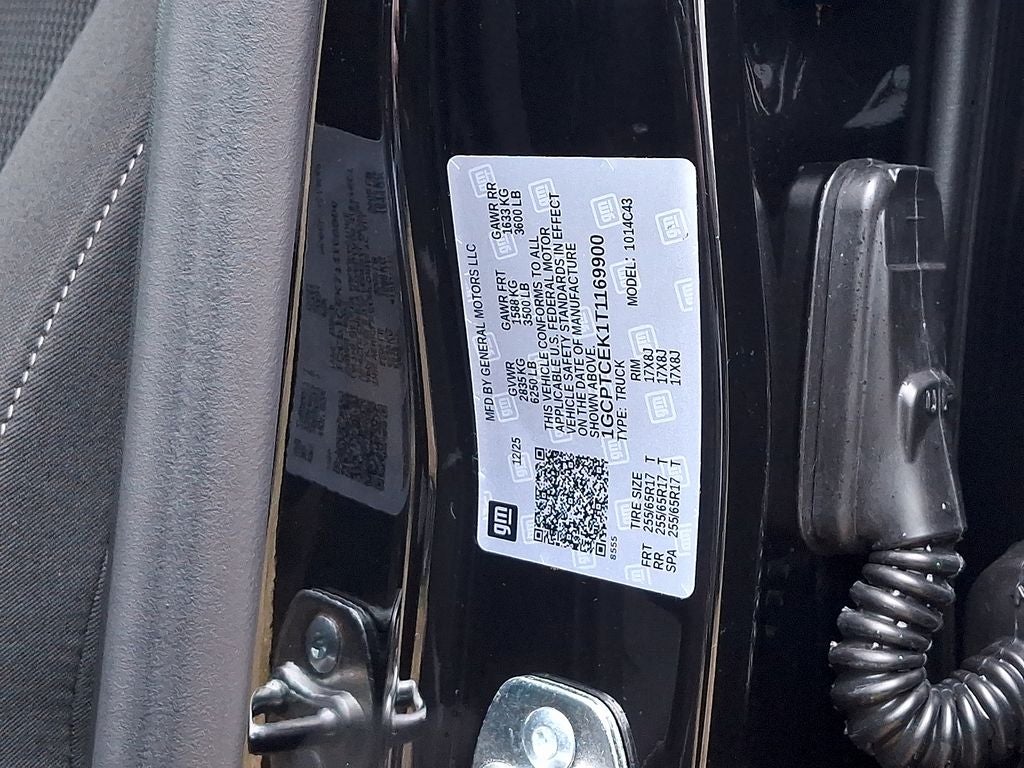 gm
12/25
MFD BY GENERAL MOTORS LLC
GVWR GAWR FRT GAWR RR
2835 KG 1588 KG 1633 KG
6250 LB 3500 LB 3600 LB
THIS VEHICLE CONFORMS TO ALL
APPLICABLE U.S. FEDERAL MOTOR
VEHICLE SAFETY STANDARDS IN EFFECT
ON THE DATE OF MANUFACTURE
SHOWN ABOVE.
1GCPTCEK1T1169900
TYPE: TRUCK MODEL: 1014C43
8555
TIRE SIZE RIM
FRT 255/65R17 T 17X8J
RR 255/65R17 T 17X8J
SPA 255/65R17 T 17X8J